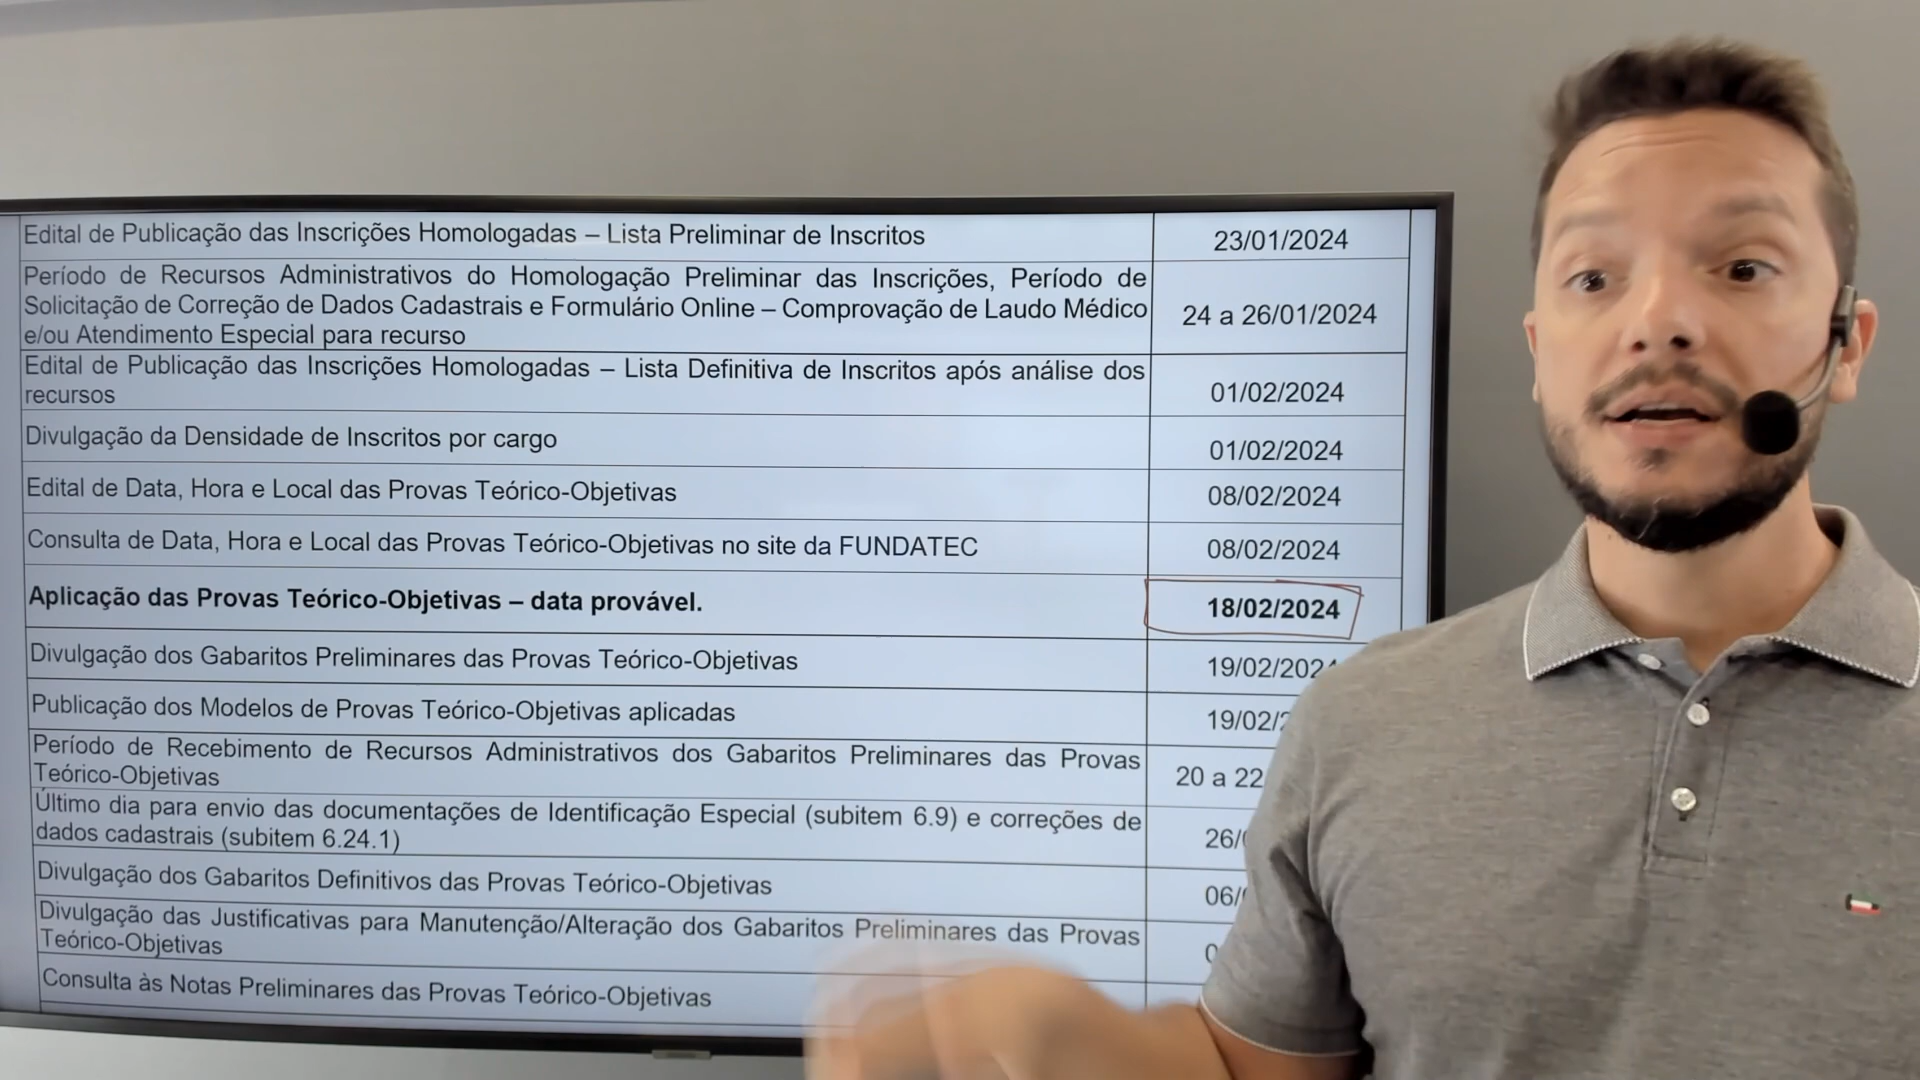 Edital de Publicação das Inscrições Homologadas – Lista Preliminar de Inscritos 23/01/2024
Período de Recursos Administrativos do Homologação Preliminar das Inscrições, Período de
Solicitação de Correção de Dados Cadastrais e Formulário Online – Comprovação de Laudo Médico 24 a 26/01/2024
e/ou Atendimento Especial para recurso
Edital de Publicação das Inscrições Homologadas – Lista Definitiva de Inscritos após análise dos
recursos 01/02/2024
Divulgação da Densidade de Inscritos por cargo 01/02/2024
Edital de Data, Hora e Local das Provas Teórico-Objetivas 08/02/2024
Consulta de Data, Hora e Local das Provas Teórico-Objetivas no site da FUNDATEC 08/02/2024
Aplicação das Provas Teórico-Objetivas – data provável. 18/02/2024
Divulgação dos Gabaritos Preliminares das Provas Teórico-Objetivas 19/02/2024
Publicação dos Modelos de Provas Teórico-Objetivas aplicadas 19/02/
Período de Recebimento de Recursos Administrativos dos Gabaritos Preliminares das Provas
Teórico-Objetivas 20 a 22
Último dia para envio das documentações de Identificação Especial (subitem 6.9) e correções de
dados cadastrais (subitem 6.24.1) 26/
Divulgação dos Gabaritos Definitivos das Provas Teórico-Objetivas 06/
Divulgação das Justificativas para Manutenção/Alteração dos Gabaritos Preliminares das Provas
Teórico-Objetivas
Consulta às Notas Preliminares das Provas Teórico-Objetivas